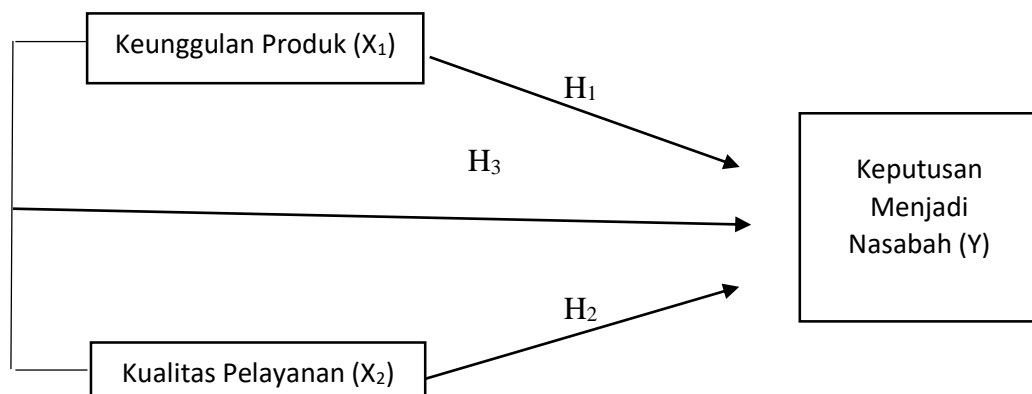 Keunggulan Produk (X₁)
H₁
H₃
Keputusan
Menjadi
Nasabah (Y)
H₂
Kualitas Pelayanan (X₂)